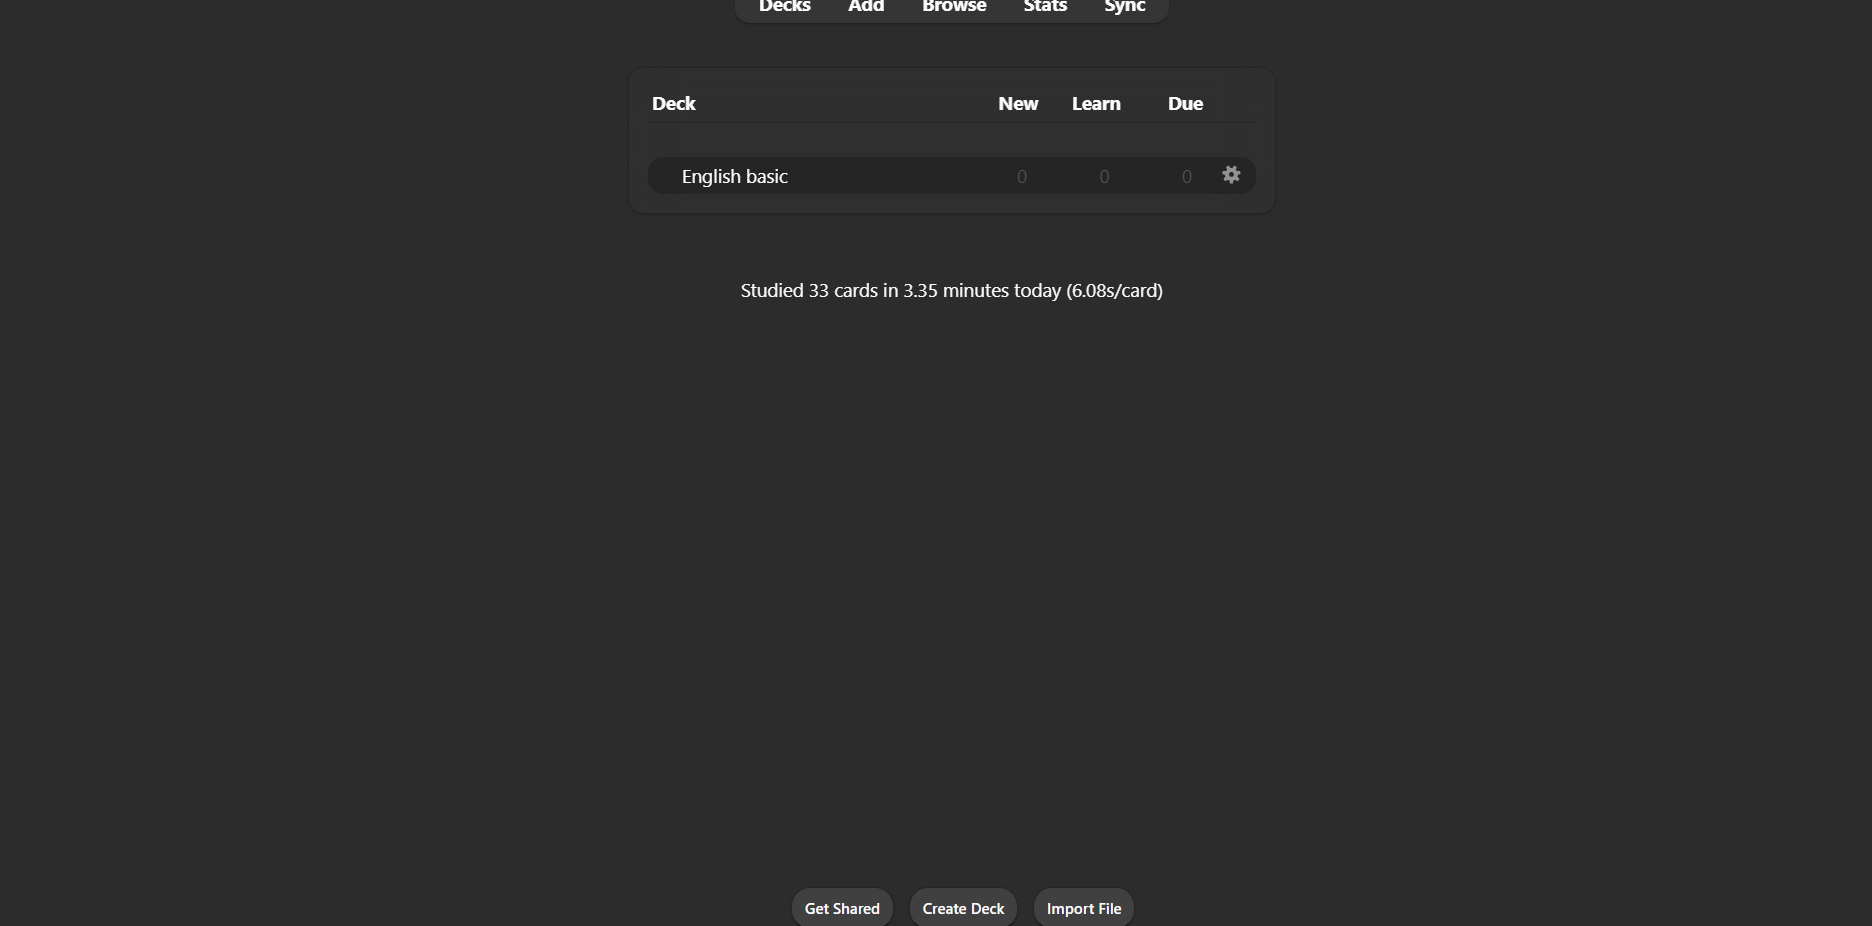 Decks Add Browse Stats Sync
Deck New Learn Due
English basic 0 0 0
Studied 33 cards in 3.35 minutes today (6.08s/card)
Get Shared Create Deck Import File